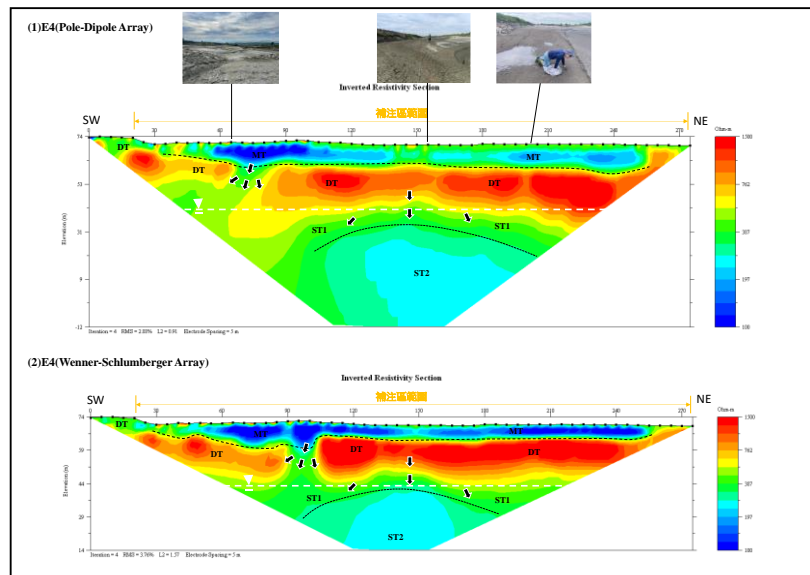 (1)E4(Pole-Dipole Array)
Inverted Resistivity Section
SW
補注區範圍
NE
0 30 60 90 120 150 180 210 240 270
Ohm-m
74
53
31
9
-12
Elevation (m)
DT
MT
MT
DT
DT
DT
ST1
ST1
ST2
1300
762
307
197
100
Iteration = 4 RMS = 2.88% L2 = 0.91 Electrode Spacing = 5 m
(2)E4(Wenner-Schlumberger Array)
Inverted Resistivity Section
SW
補注區範圍
NE
0 30 60 90 120 150 180 210 240 270
Ohm-m
74
59
44
29
14
Elevation (m)
DT
MT
MT
DT
DT
DT
ST1
ST1
ST2
1300
762
307
197
100
Iteration = 4 RMS = 3.76% L2 = 1.57 Electrode Spacing = 5 m